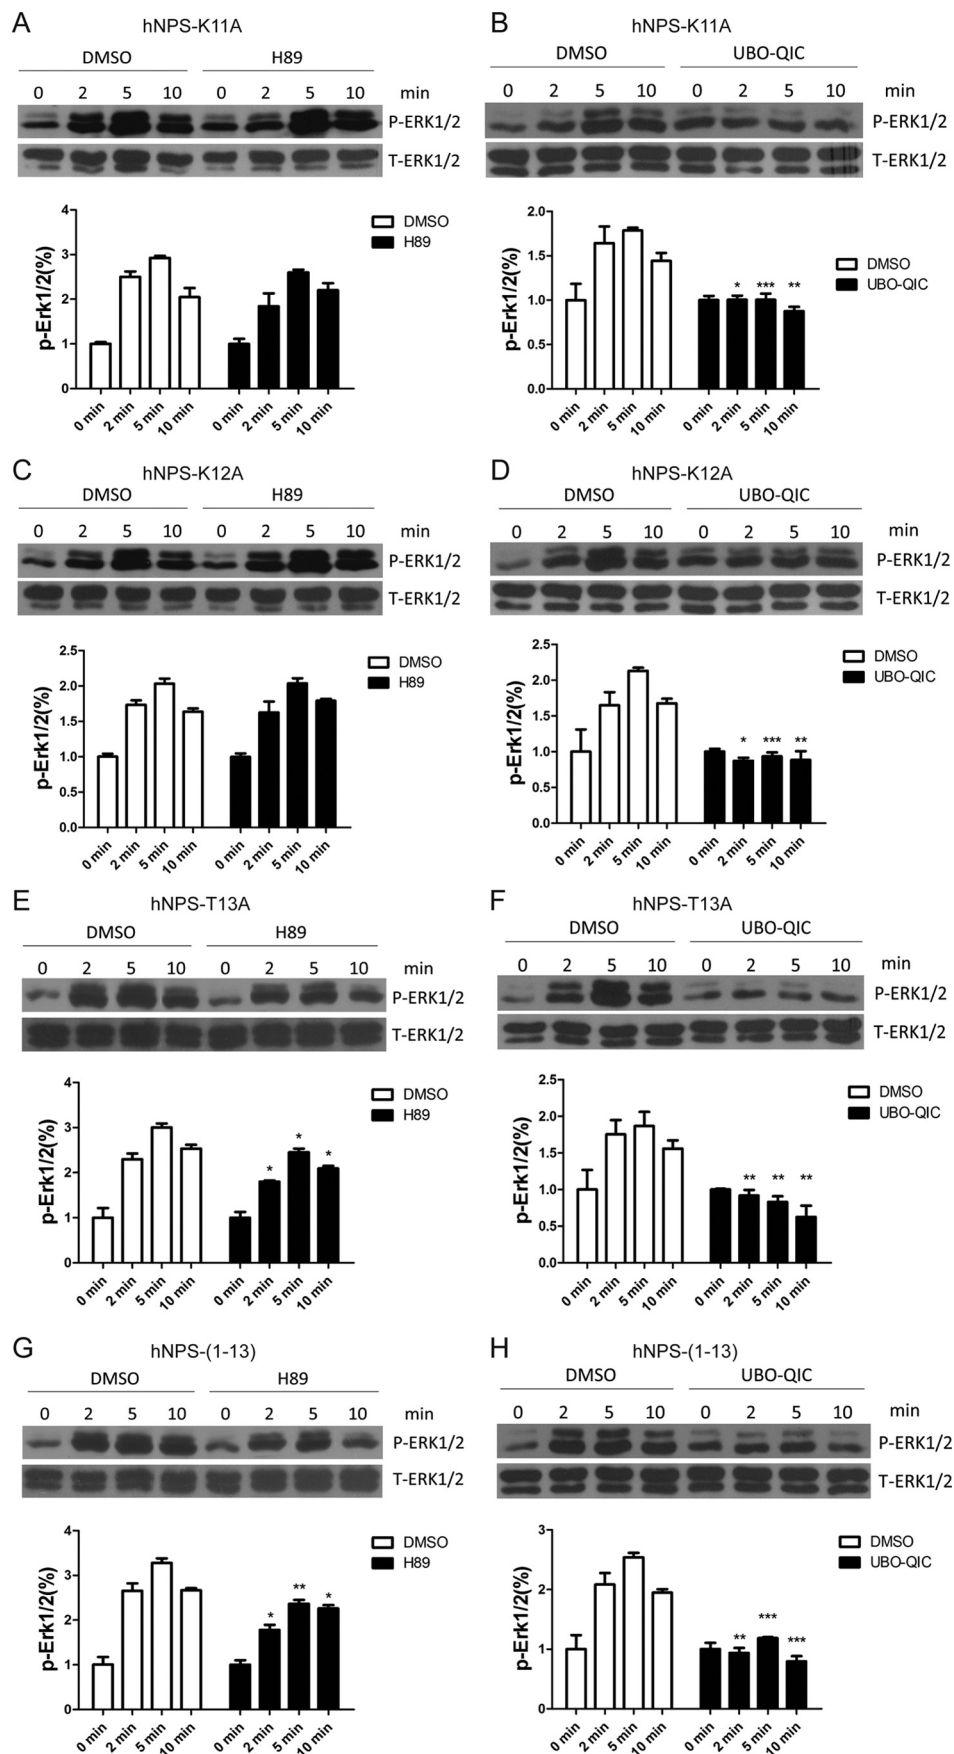 A
hNPS-K11A
DMSO H89
0 2 5 10 0 2 5 10 min
P-ERK1/2
T-ERK1/2
p-Erk1/2(%)
4
3
2
1
0
DMSO
H89
0 min 2 min 5 min 10 min 0 min 2 min 5 min 10 min
B
hNPS-K11A
DMSO UBO-QIC
0 2 5 10 0 2 5 10 min
P-ERK1/2
T-ERK1/2
p-Erk1/2(%)
2.0
1.5
1.0
0.5
0.0
* *** **
DMSO
UBO-QIC
0 min 2 min 5 min 10 min 0 min 2 min 5 min 10 min
C
hNPS-K12A
DMSO H89
0 2 5 10 0 2 5 10 min
P-ERK1/2
T-ERK1/2
p-Erk1/2(%)
2.5
2.0
1.5
1.0
0.5
0.0
DMSO
H89
0 min 2 min 5 min 10 min 0 min 2 min 5 min 10 min
D
hNPS-K12A
DMSO UBO-QIC
0 2 5 10 0 2 5 10 min
P-ERK1/2
T-ERK1/2
p-Erk1/2(%)
2.5
2.0
1.5
1.0
0.5
0.0
* *** **
DMSO
UBO-QIC
0 min 2 min 5 min 10 min 0 min 2 min 5 min 10 min
E
hNPS-T13A
DMSO H89
0 2 5 10 0 2 5 10 min
P-ERK1/2
T-ERK1/2
p-Erk1/2(%)
4
3
2
1
0
* * *
DMSO
H89
0 min 2 min 5 min 10 min 0 min 2 min 5 min 10 min
F
hNPS-T13A
DMSO UBO-QIC
0 2 5 10 0 2 5 10 min
P-ERK1/2
T-ERK1/2
p-Erk1/2(%)
2.5
2.0
1.5
1.0
0.5
0.0
** ** **
DMSO
UBO-QIC
0 min 2 min 5 min 10 min 0 min 2 min 5 min 10 min
G
hNPS-(1-13)
DMSO H89
0 2 5 10 0 2 5 10 min
P-ERK1/2
T-ERK1/2
p-Erk1/2(%)
4
3
2
1
0
* ** *
DMSO
H89
0 min 2 min 5 min 10 min 0 min 2 min 5 min 10 min
H
hNPS-(1-13)
DMSO UBO-QIC
0 2 5 10 0 2 5 10 min
P-ERK1/2
T-ERK1/2
p-Erk1/2(%)
3
2
1
0
** *** ***
DMSO
UBO-QIC
0 min 2 min 5 min 10 min 0 min 2 min 5 min 10 min